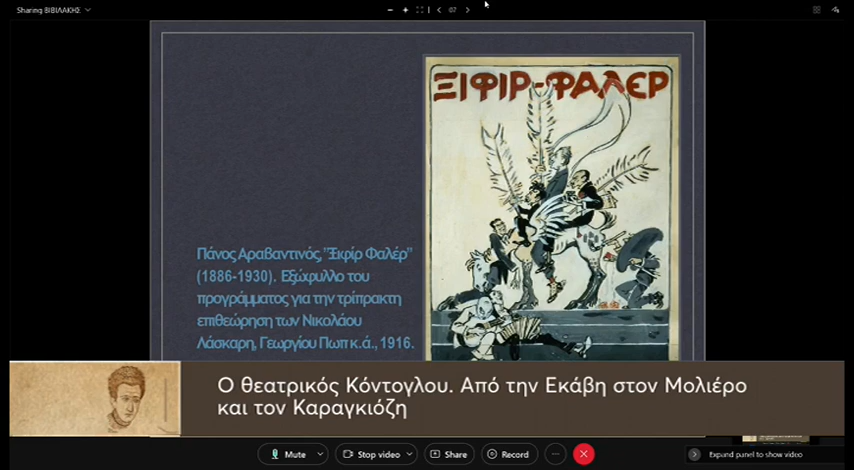 Sharing ΒΙΒΙΛΑΚΗΣ
07
ΞΙΦΙΡ-ΦΑΛΕΡ
Πάνος Αραβαντινός, "Ξιφίρ Φαλέρ"
(1886-1930). Εξώφυλλο του
προγράμματος για την τρίπρακτη
επιθεώρηση των Νικολάου
Λάσκαρη, Γεωργίου Πωπ κ.ά., 1916.
Ο θεατρικός Κόντογλου. Από την Εκάβη στον Μολιέρο
και τον Καραγκιόζη
Mute
Stop video
Share
Record
Expand panel to show video